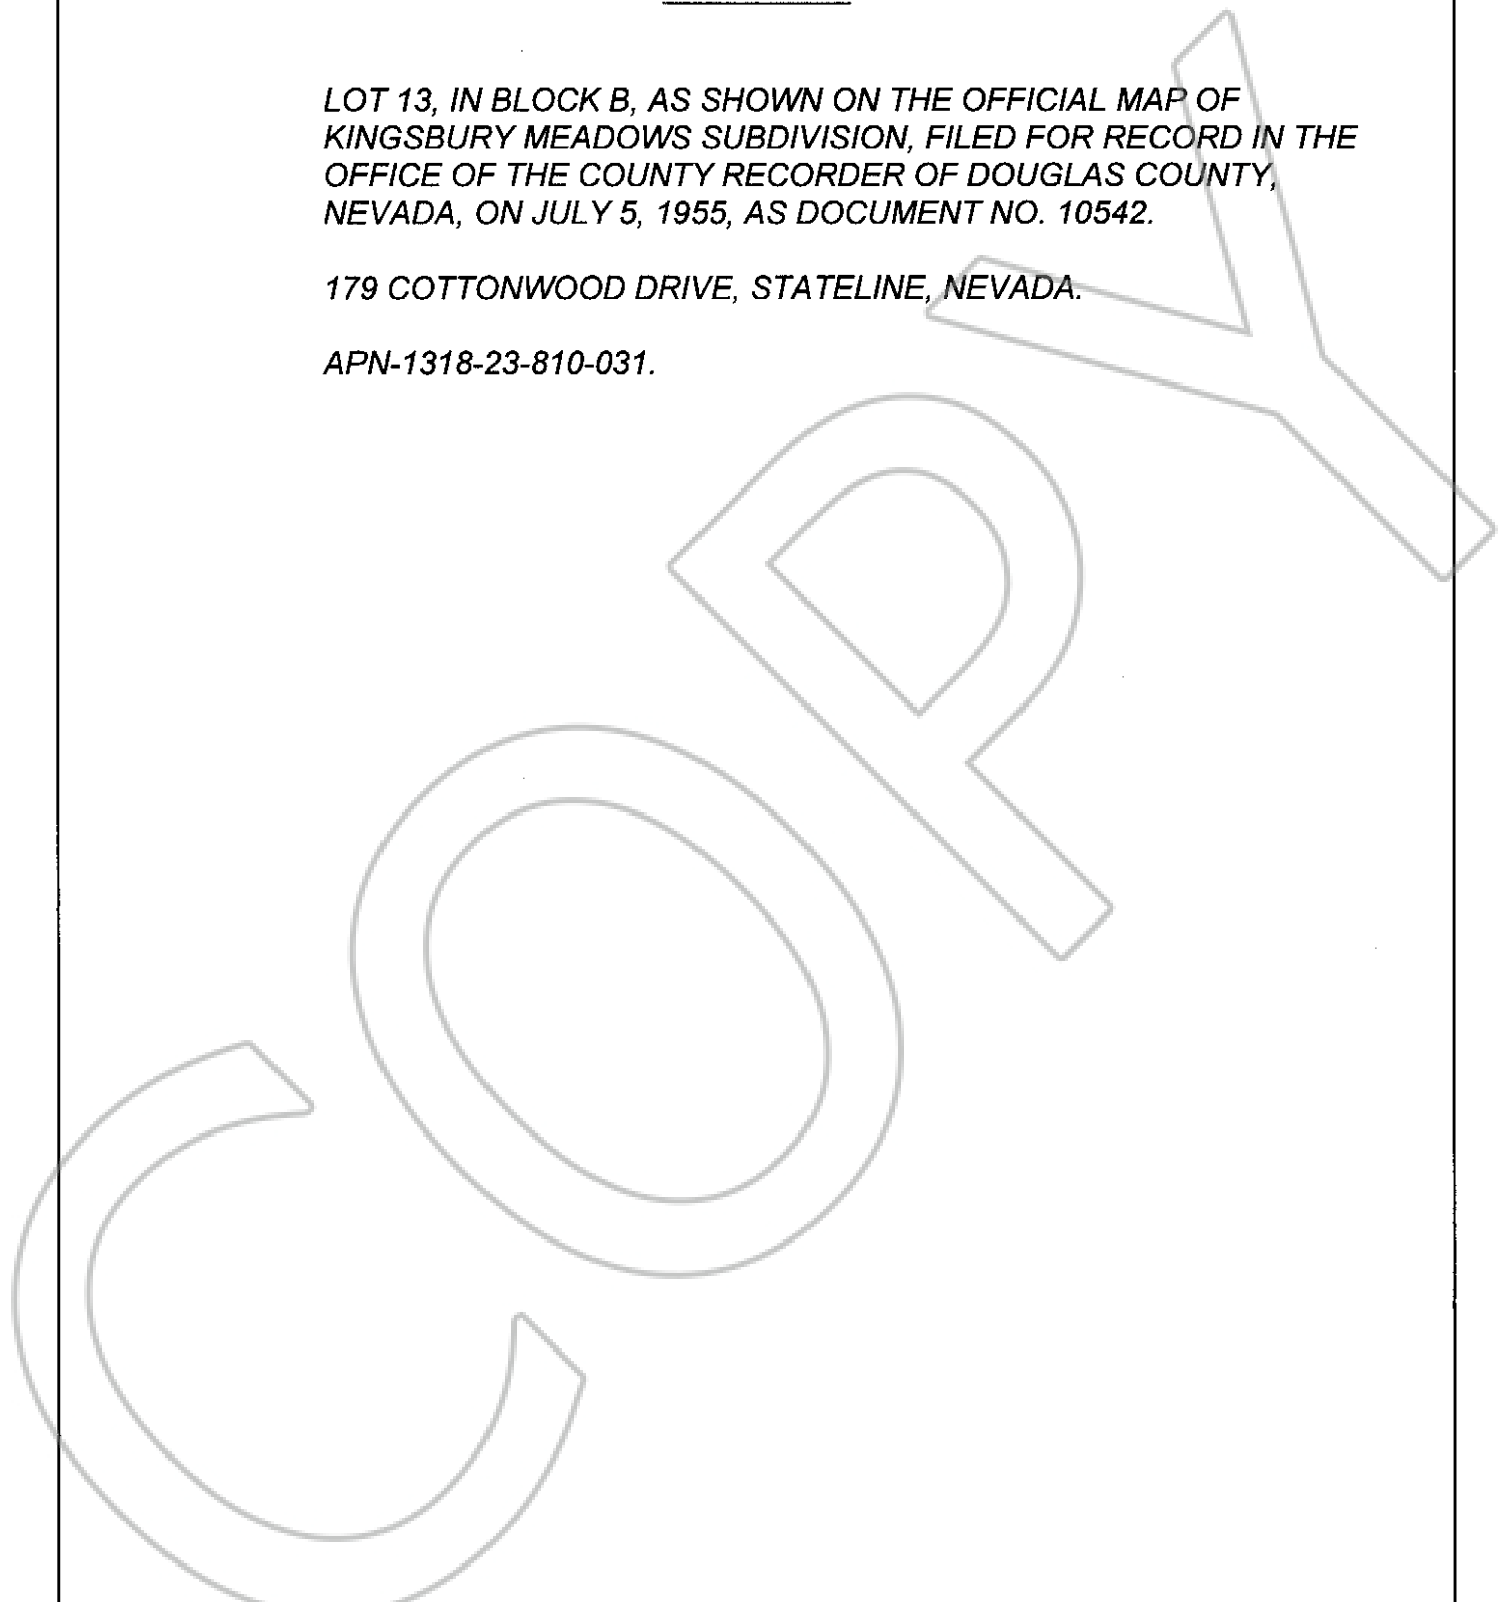 LOT 13, IN BLOCK B, AS SHOWN ON THE OFFICIAL MAP OF
KINGSBURY MEADOWS SUBDIVISION, FILED FOR RECORD IN THE
OFFICE OF THE COUNTY RECORDER OF DOUGLAS COUNTY,
NEVADA, ON JULY 5, 1955, AS DOCUMENT NO. 10542.
179 COTTONWOOD DRIVE, STATELINE, NEVADA.
APN-1318-23-810-031.
COPY